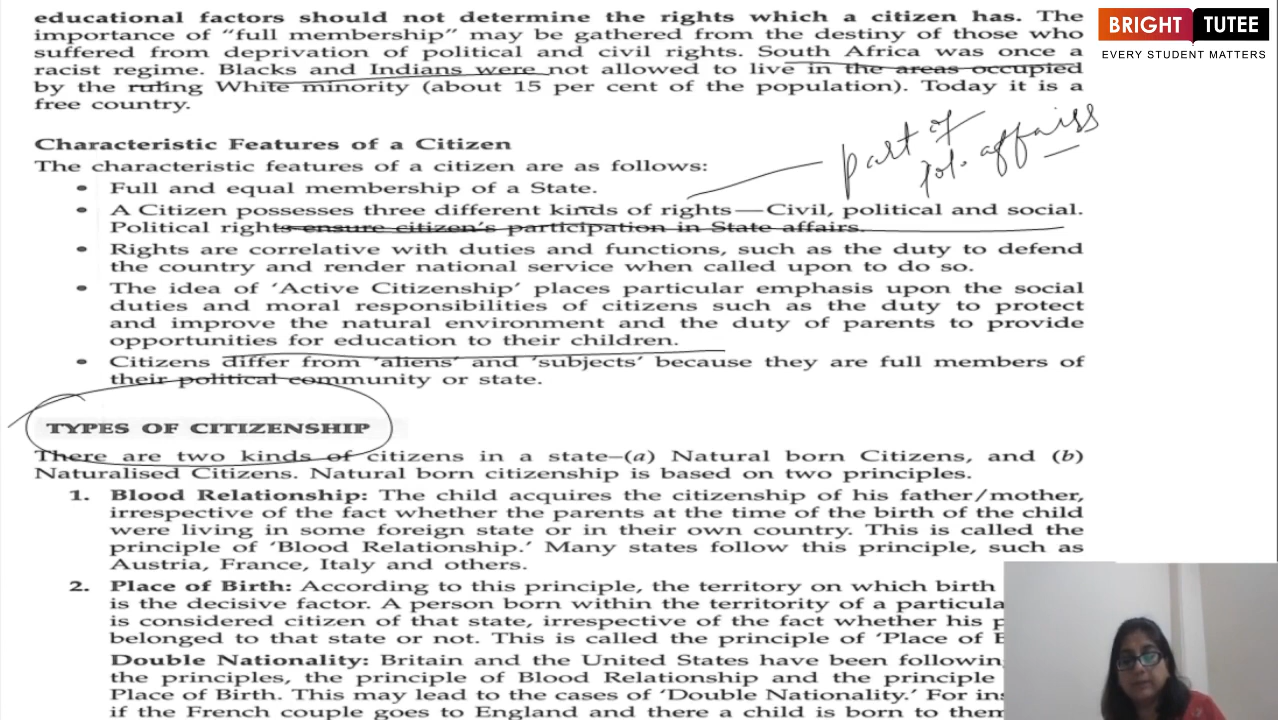 educational factors should not determine the rights which a citizen has. The
importance of "full membership" may be gathered from the destiny of those who
suffered from deprivation of political and civil rights. South Africa was once a
racist regime. Blacks and Indians were not allowed to live in the areas occupied
by the ruling White minority (about 15 per cent of the population). Today it is a
free country.
BRIGHT TUTEE
EVERY STUDENT MATTERS
Characteristic Features of a Citizen
The characteristic features of a citizen are as follows:
part of
pol. affairs
• Full and equal membership of a State.
• A Citizen possesses three different kinds of rights—Civil, political and social.
Political rights ensure citizen's participation in State affairs.
• Rights are correlative with duties and functions, such as the duty to defend
the country and render national service when called upon to do so.
• The idea of 'Active Citizenship' places particular emphasis upon the social
duties and moral responsibilities of citizens such as the duty to protect
and improve the natural environment and the duty of parents to provide
opportunities for education to their children.
• Citizens differ from 'aliens' and 'subjects' because they are full members of
their political community or state.
TYPES OF CITIZENSHIP
There are two kinds of citizens in a state–(a) Natural born Citizens, and (b)
Naturalised Citizens. Natural born citizenship is based on two principles.
1. Blood Relationship: The child acquires the citizenship of his father/mother,
irrespective of the fact whether the parents at the time of the birth of the child
were living in some foreign state or in their own country. This is called the
principle of 'Blood Relationship.' Many states follow this principle, such as
Austria, France, Italy and others.
2. Place of Birth: According to this principle, the territory on which birth
is the decisive factor. A person born within the territority of a particula
is considered citizen of that state, irrespective of the fact whether his p
belonged to that state or not. This is called the principle of 'Place of B
Double Nationality: Britain and the United States have been followin
the principles, the principle of Blood Relationship and the principle
Place of Birth. This may lead to the cases of 'Double Nationality.' For ins
if the French couple goes to England and there a child is born to them